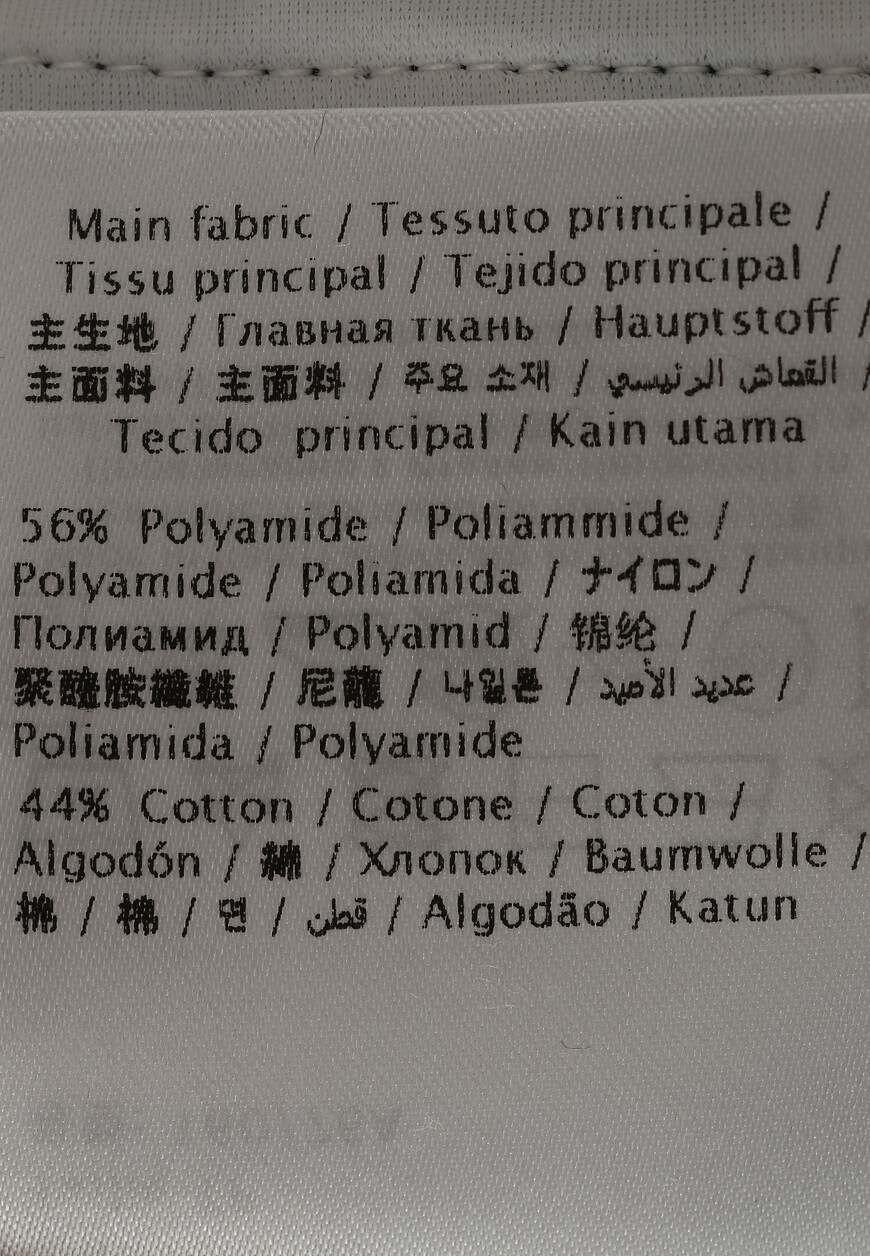 Main fabric / Tessuto principale /
Tissu principal / Tejido principal /
主生地 / Главная ткань / Hauptstoff /
主面料 / 主面料 / 주요 소재 / القماش الرئيسي /
Tecido principal / Kain utama
56% Polyamide / Poliammide /
Polyamide / Poliamida / ナイロン /
Полиамид / Polyamid / 锦纶 /
聚醯胺纖維 / 尼龍 / 나일론 / عديد الأميد /
Poliamida / Polyamide
44% Cotton / Cotone / Coton /
Algodón / 綿 / Хлопок / Baumwolle /
棉 / 棉 / 면 / قطن / Algodão / Katun